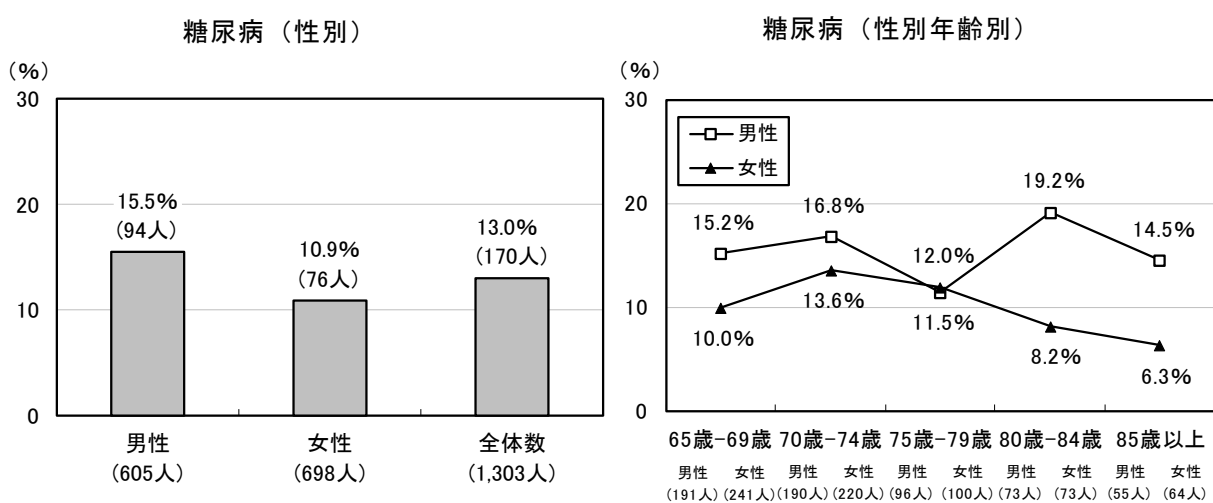 糖尿病（性別）
（%）
30
20
10
0
15.5%
（94人）
10.9%
（76人）
13.0%
（170人）
男性
（605人）
女性
（698人）
全体数
（1,303人）
糖尿病（性別年齢別）
（%）
30
20
10
0
男性
女性
15.2%
16.8%
12.0%
19.2%
14.5%
10.0%
13.6%
11.5%
8.2%
6.3%
65歳-69歳 70歳-74歳 75歳-79歳 80歳-84歳 85歳以上
男性 女性 男性 女性 男性 女性 男性 女性 男性 女性
（191人） （241人） （190人） （220人） （96人） （100人） （73人） （73人） （55人） （64人）